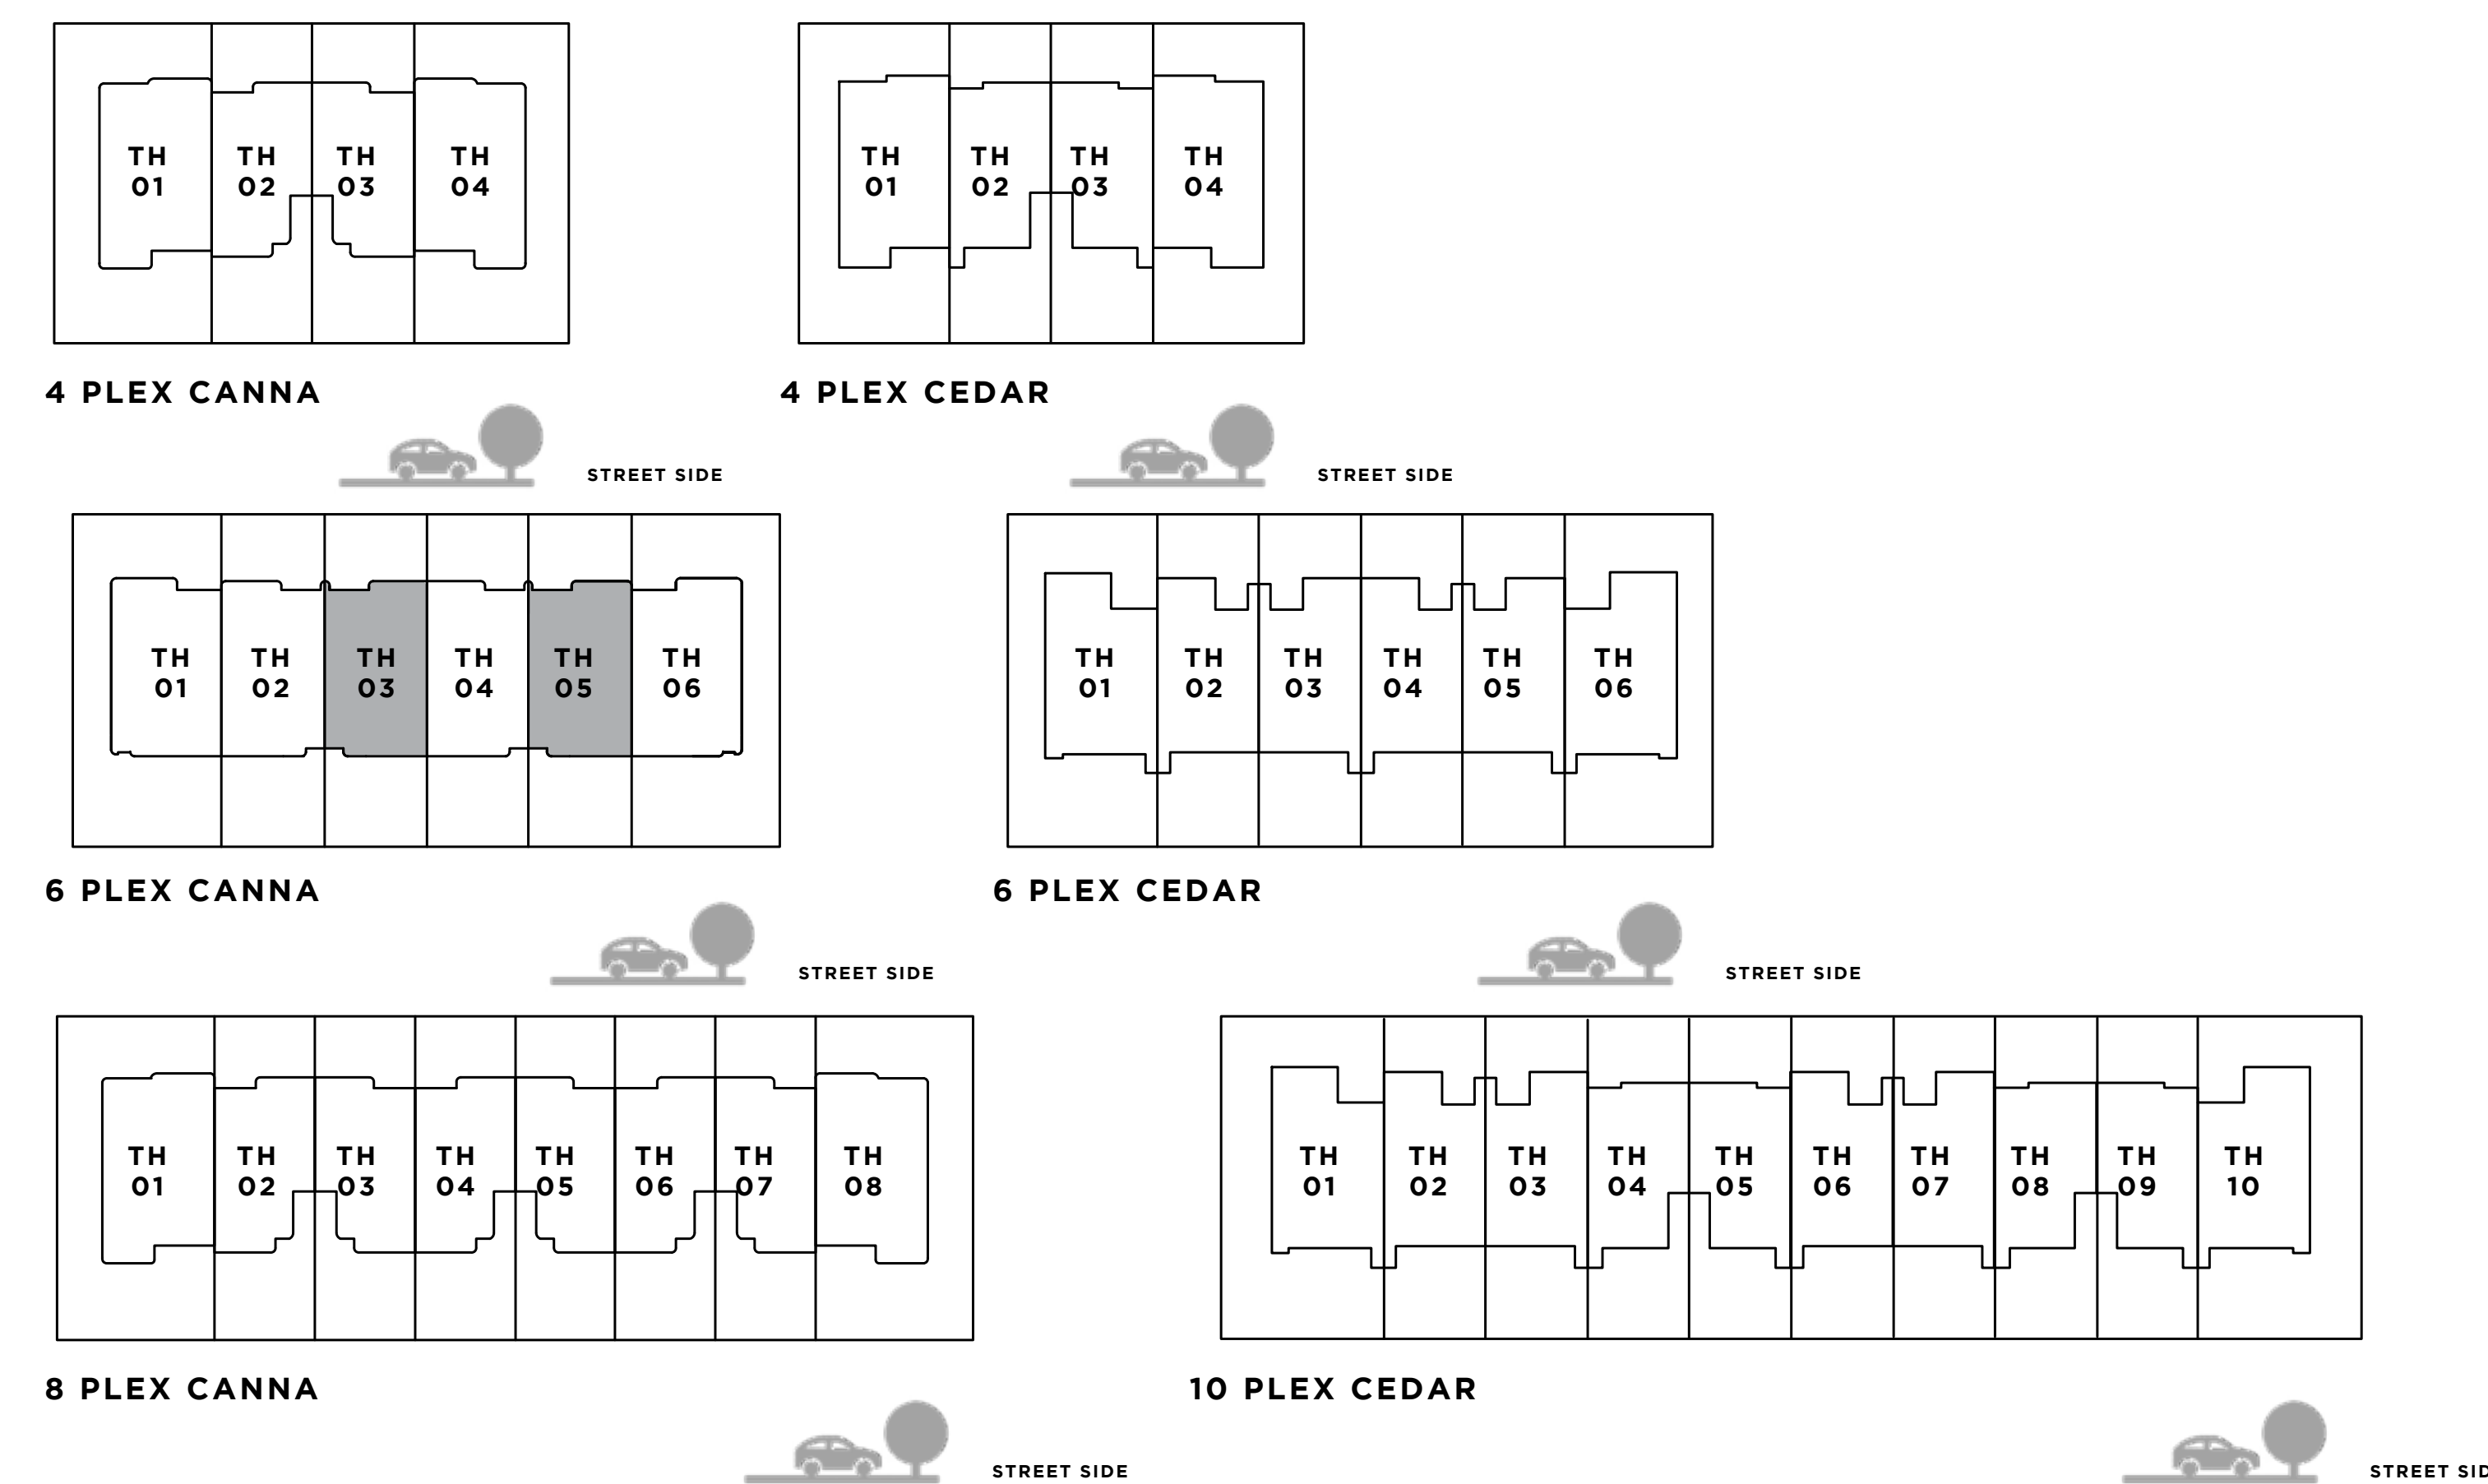 TH TH TH TH
01 02 03 04
4 PLEX CANNA
STREET SIDE
TH TH TH TH
01 02 03 04
4 PLEX CEDAR
STREET SIDE
TH TH TH TH TH TH
01 02 03 04 05 06
6 PLEX CANNA
STREET SIDE
TH TH TH TH TH TH
01 02 03 04 05 06
6 PLEX CEDAR
STREET SIDE
TH TH TH TH TH TH TH TH
01 02 03 04 05 06 07 08
8 PLEX CANNA
STREET SIDE
TH TH TH TH TH TH TH TH TH TH
01 02 03 04 05 06 07 08 09 10
10 PLEX CEDAR
STREET SID